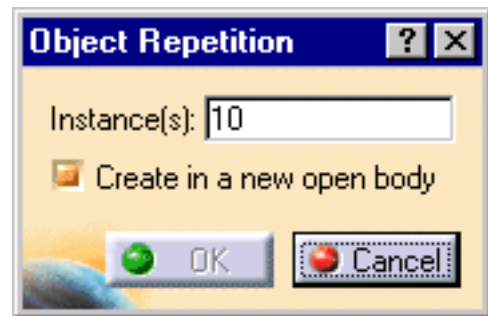 Object Repetition ? X
Instance(s): 10
Create in a new open body
OK Cancel